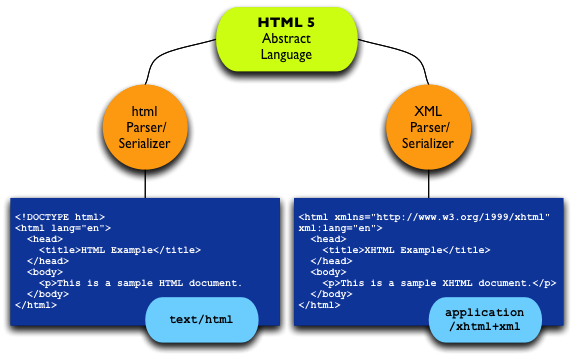 HTML 5
Abstract
Language
html
Parser/
Serializer
XML
Parser/
Serializer
<!DOCTYPE html>
<html lang="en">
  <head>
    <title>HTML Example</title>
  </head>
  <body>
    <p>This is a sample HTML document.
  </body>
</html>
text/html
<html xmlns="http://www.w3.org/1999/xhtml"
xml:lang="en">
  <head>
    <title>XHTML Example</title>
  </head>
  <body>
    <p>This is a sample XHTML document.</p>
  </body>
</html>
application
/xhtml+xml